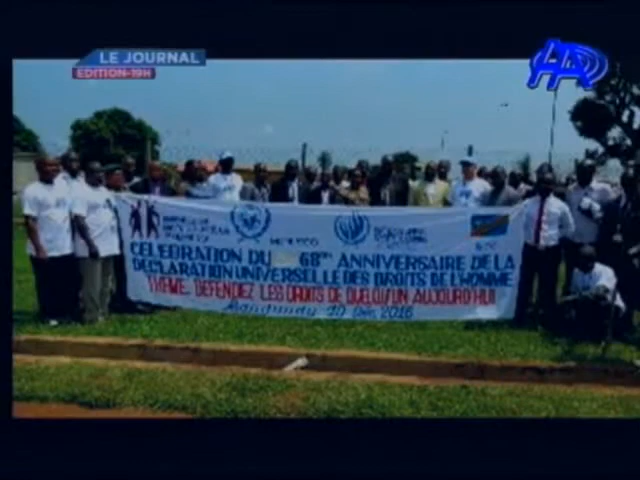 LE JOURNAL
EDITION-19H
CELEBRATION DU 68ème ANNIVERSAIRE DE LA
DECLARATION UNIVERSELLE DES DROITS DE L'HOMME
THEME. DEFENDEZ LES DROITS DE QUELQU'UN AUJOURD'HUI
10 Déc. 2016